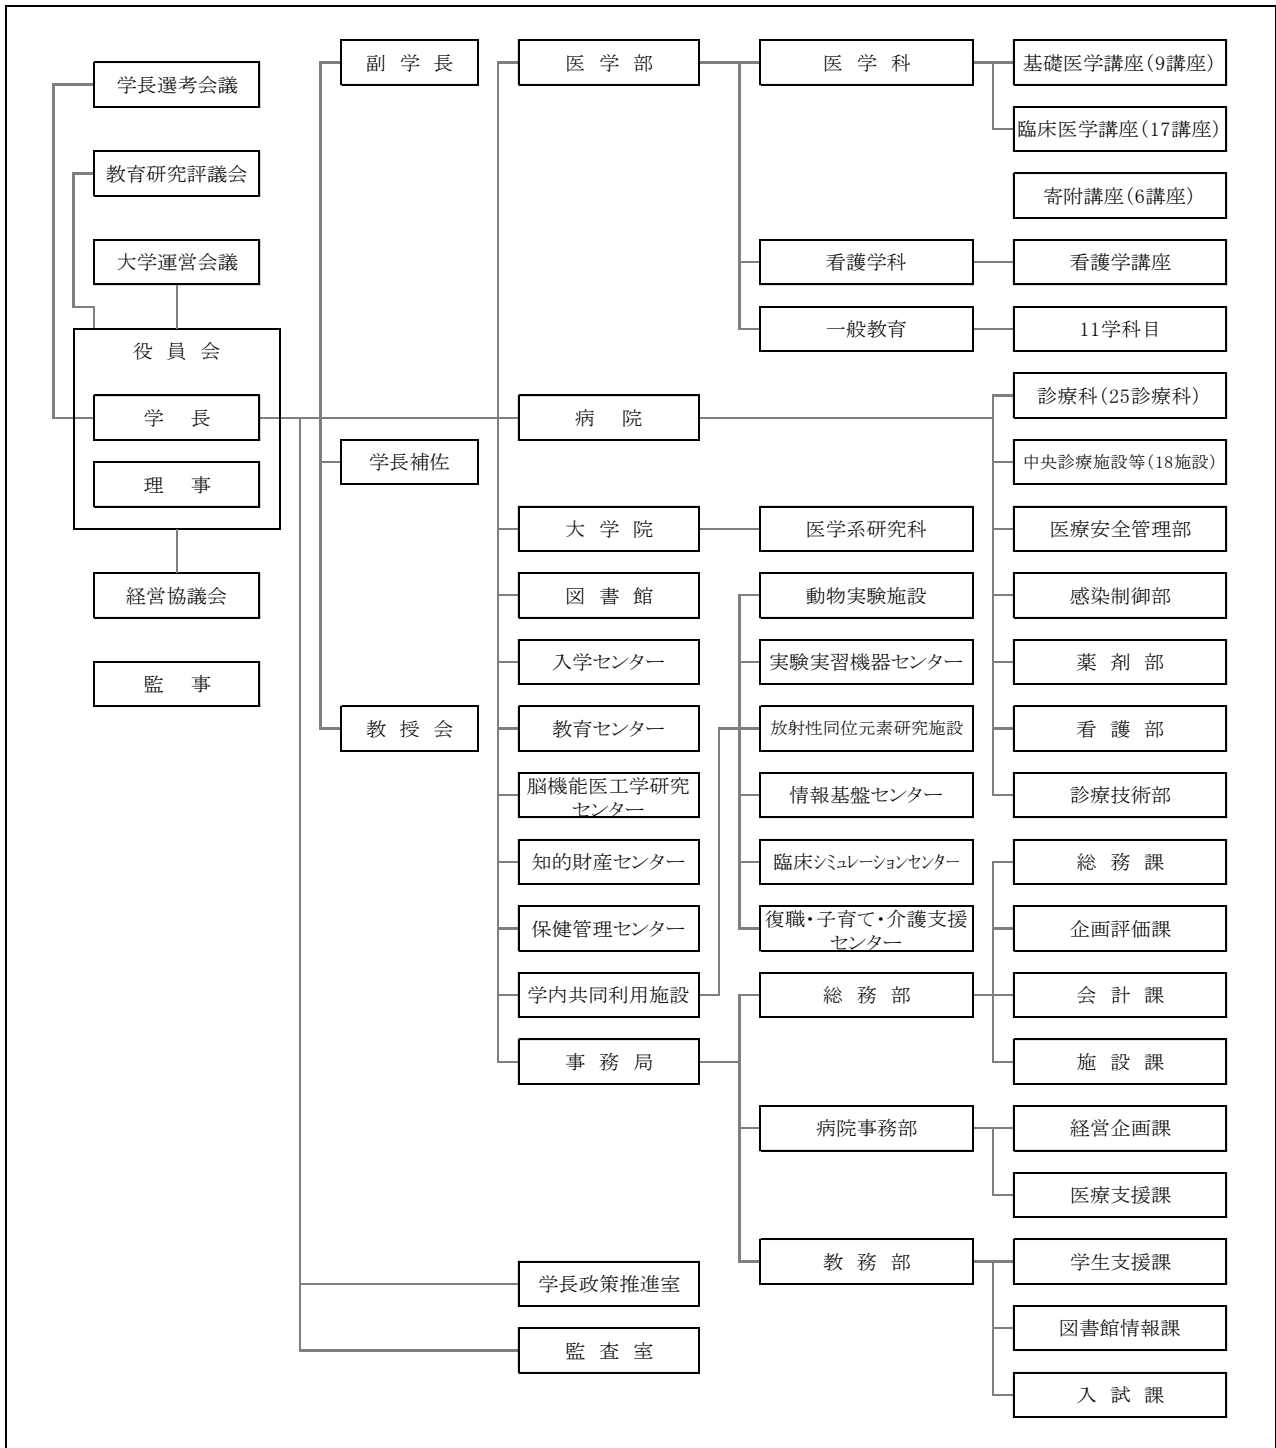 学長選考会議
教育研究評議会
大学運営会議
役 員 会
学 長
理 事
経営協議会
監 事
副 学 長
学長補佐
教 授 会
医 学 部
病 院
大 学 院
図 書 館
入学センター
教育センター
脳機能医工学研究
センター
知的財産センター
保健管理センター
学内共同利用施設
事 務 局
学長政策推進室
監 査 室
医 学 科
看護学科
一般教育
医学系研究科
動物実験施設
実験実習機器センター
放射性同位元素研究施設
情報基盤センター
臨床シミュレーションセンター
復職・子育て・介護支援
センター
総 務 部
病院事務部
教 務 部
基礎医学講座(9講座)
臨床医学講座(17講座)
寄附講座(6講座)
看護学講座
11学科目
診療科(25診療科)
中央診療施設等(18施設)
医療安全管理部
感染制御部
薬 剤 部
看 護 部
診療技術部
総 務 課
企画評価課
会 計 課
施 設 課
経営企画課
医療支援課
学生支援課
図書館情報課
入 試 課